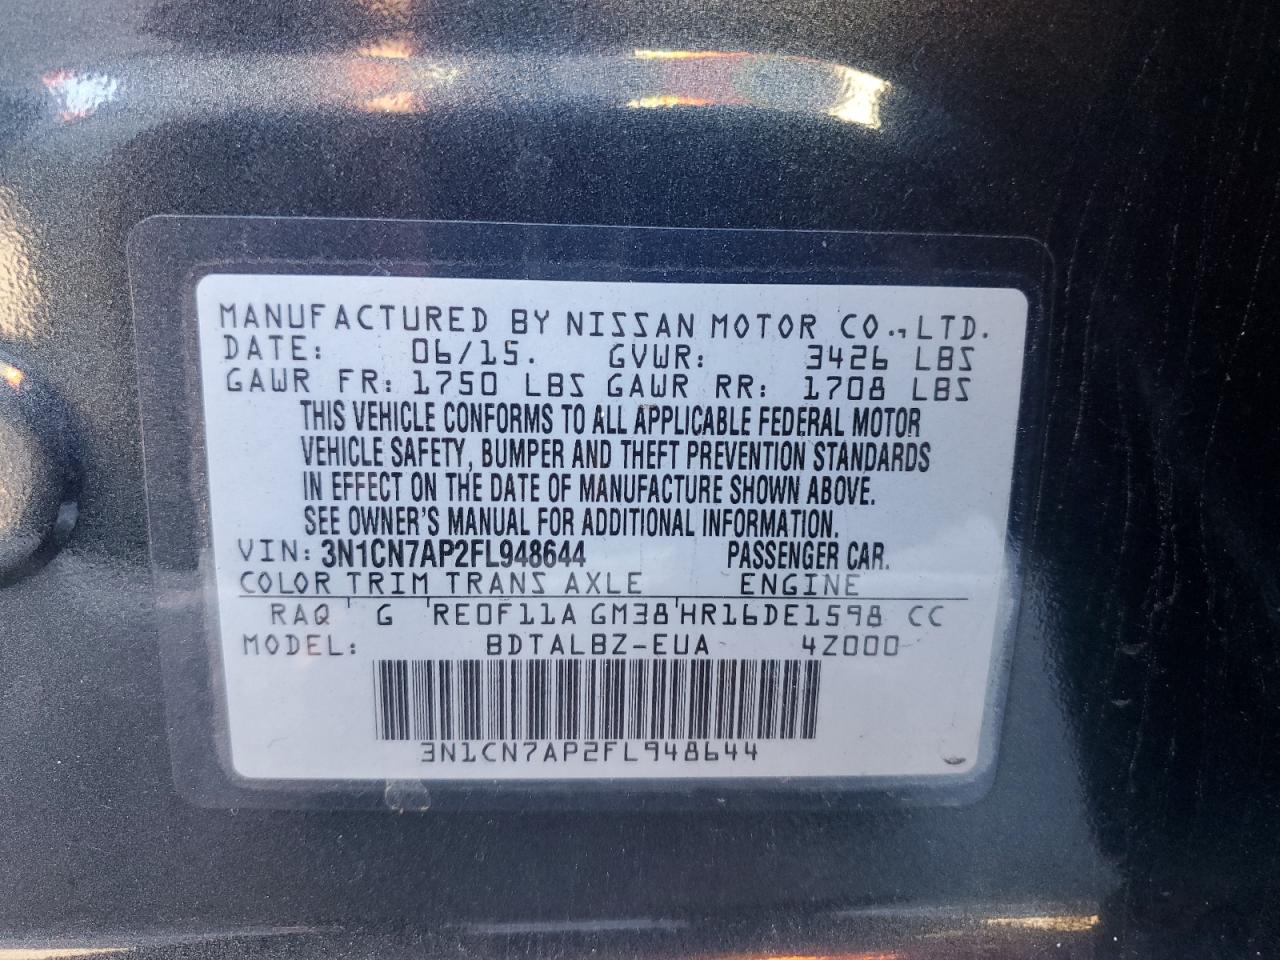 MANUFACTURED BY NISSAN MOTOR CO., LTD.
DATE: 06/15. GVWR: 3426 LBS
GAWR FR: 1750 LBS GAWR RR: 1708 LBS
THIS VEHICLE CONFORMS TO ALL APPLICABLE FEDERAL MOTOR
VEHICLE SAFETY, BUMPER AND THEFT PREVENTION STANDARDS
IN EFFECT ON THE DATE OF MANUFACTURE SHOWN ABOVE.
SEE OWNER'S MANUAL FOR ADDITIONAL INFORMATION.
VIN: 3N1CN7AP2FL948644 PASSENGER CAR.
COLOR TRIM TRANS AXLE ENGINE
RAQ G RE0F11A GM38 HR16DE1598 CC
MODEL: BDTALBZ-EUA 4Z000
3N1CN7AP2FL948644